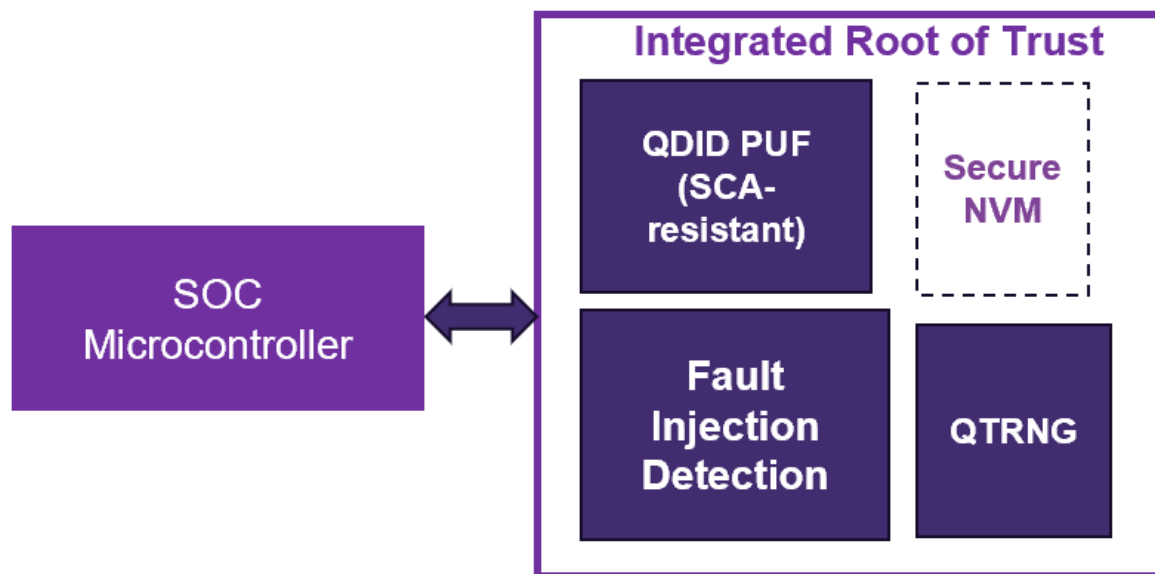 Integrated Root of Trust
QDID PUF
(SCA-
resistant)
Secure
NVM
SOC
Microcontroller
Fault
Injection
Detection
QTRNG